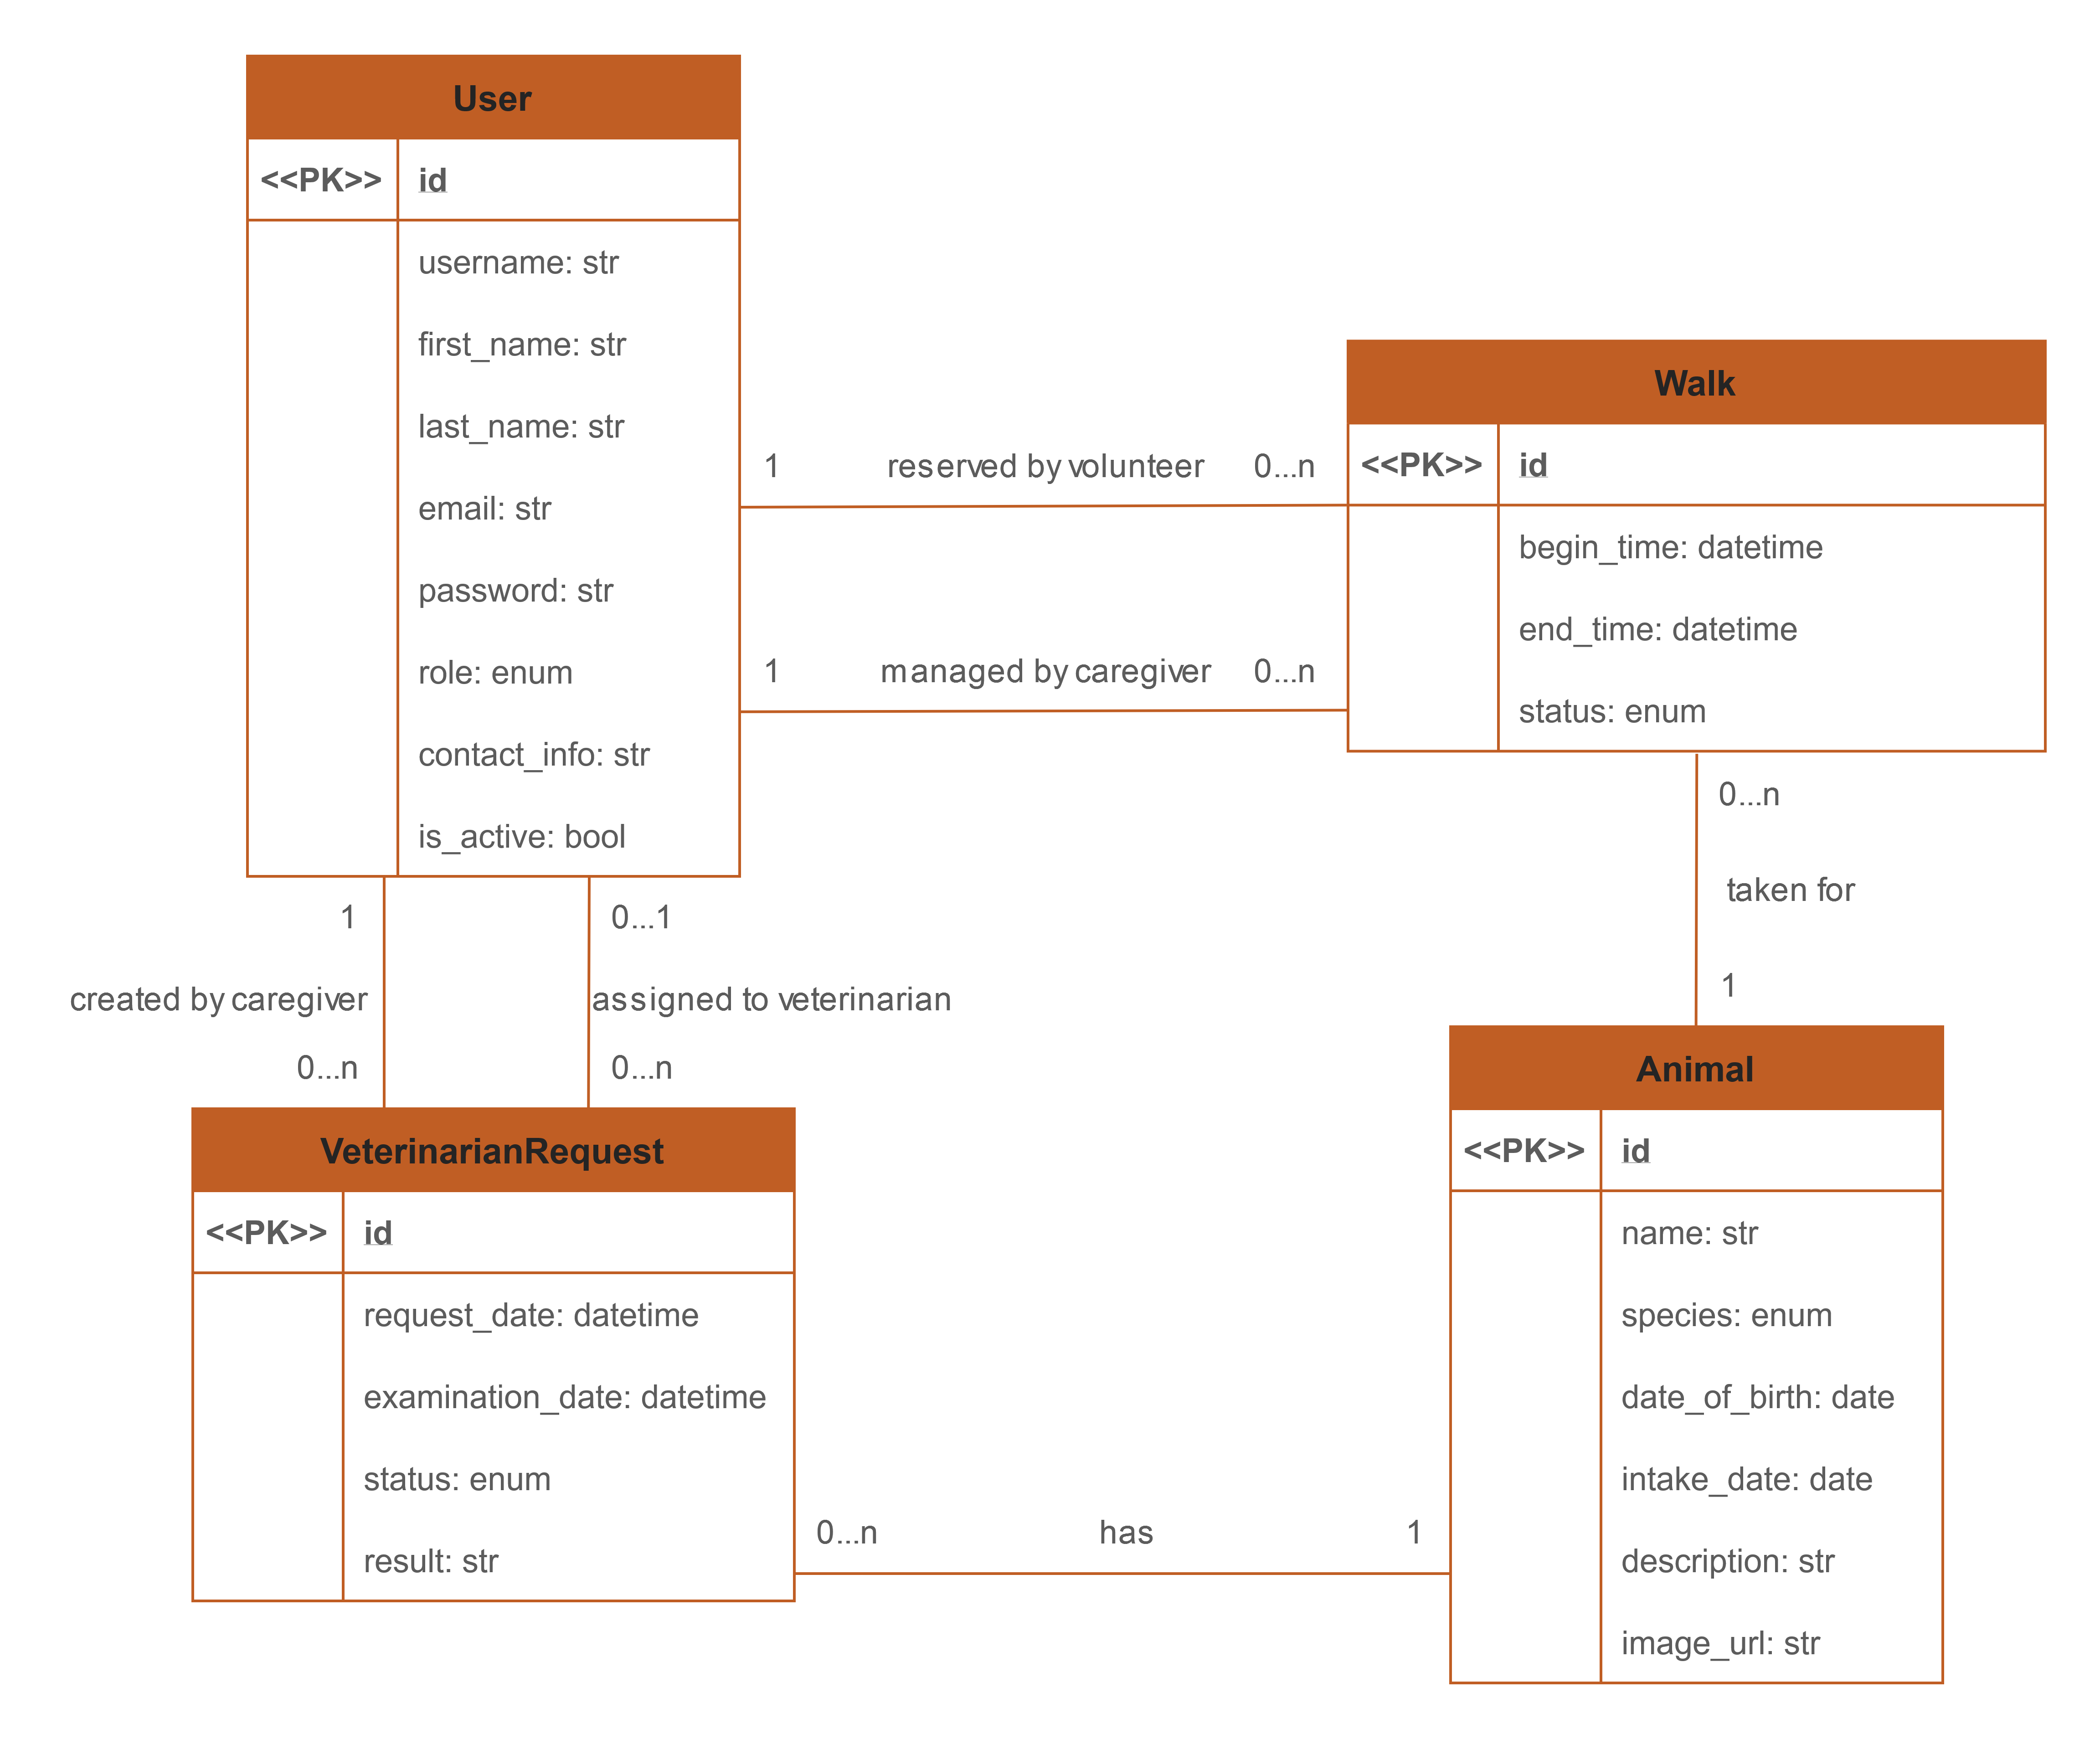 User
<<PK>> id
username: str
first_name: str
last_name: str
email: str
password: str
role: enum
contact_info: str
is_active: bool
1 reserved by volunteer 0...n
1 managed by caregiver 0...n
Walk
<<PK>> id
begin_time: datetime
end_time: datetime
status: enum
0...n
taken for
1
1
created by caregiver
0...n
0...1
assigned to veterinarian
0...n
VeterinarianRequest
<<PK>> id
request_date: datetime
examination_date: datetime
status: enum
result: str
0...n has 1
Animal
<<PK>> id
name: str
species: enum
date_of_birth: date
intake_date: date
description: str
image_url: str